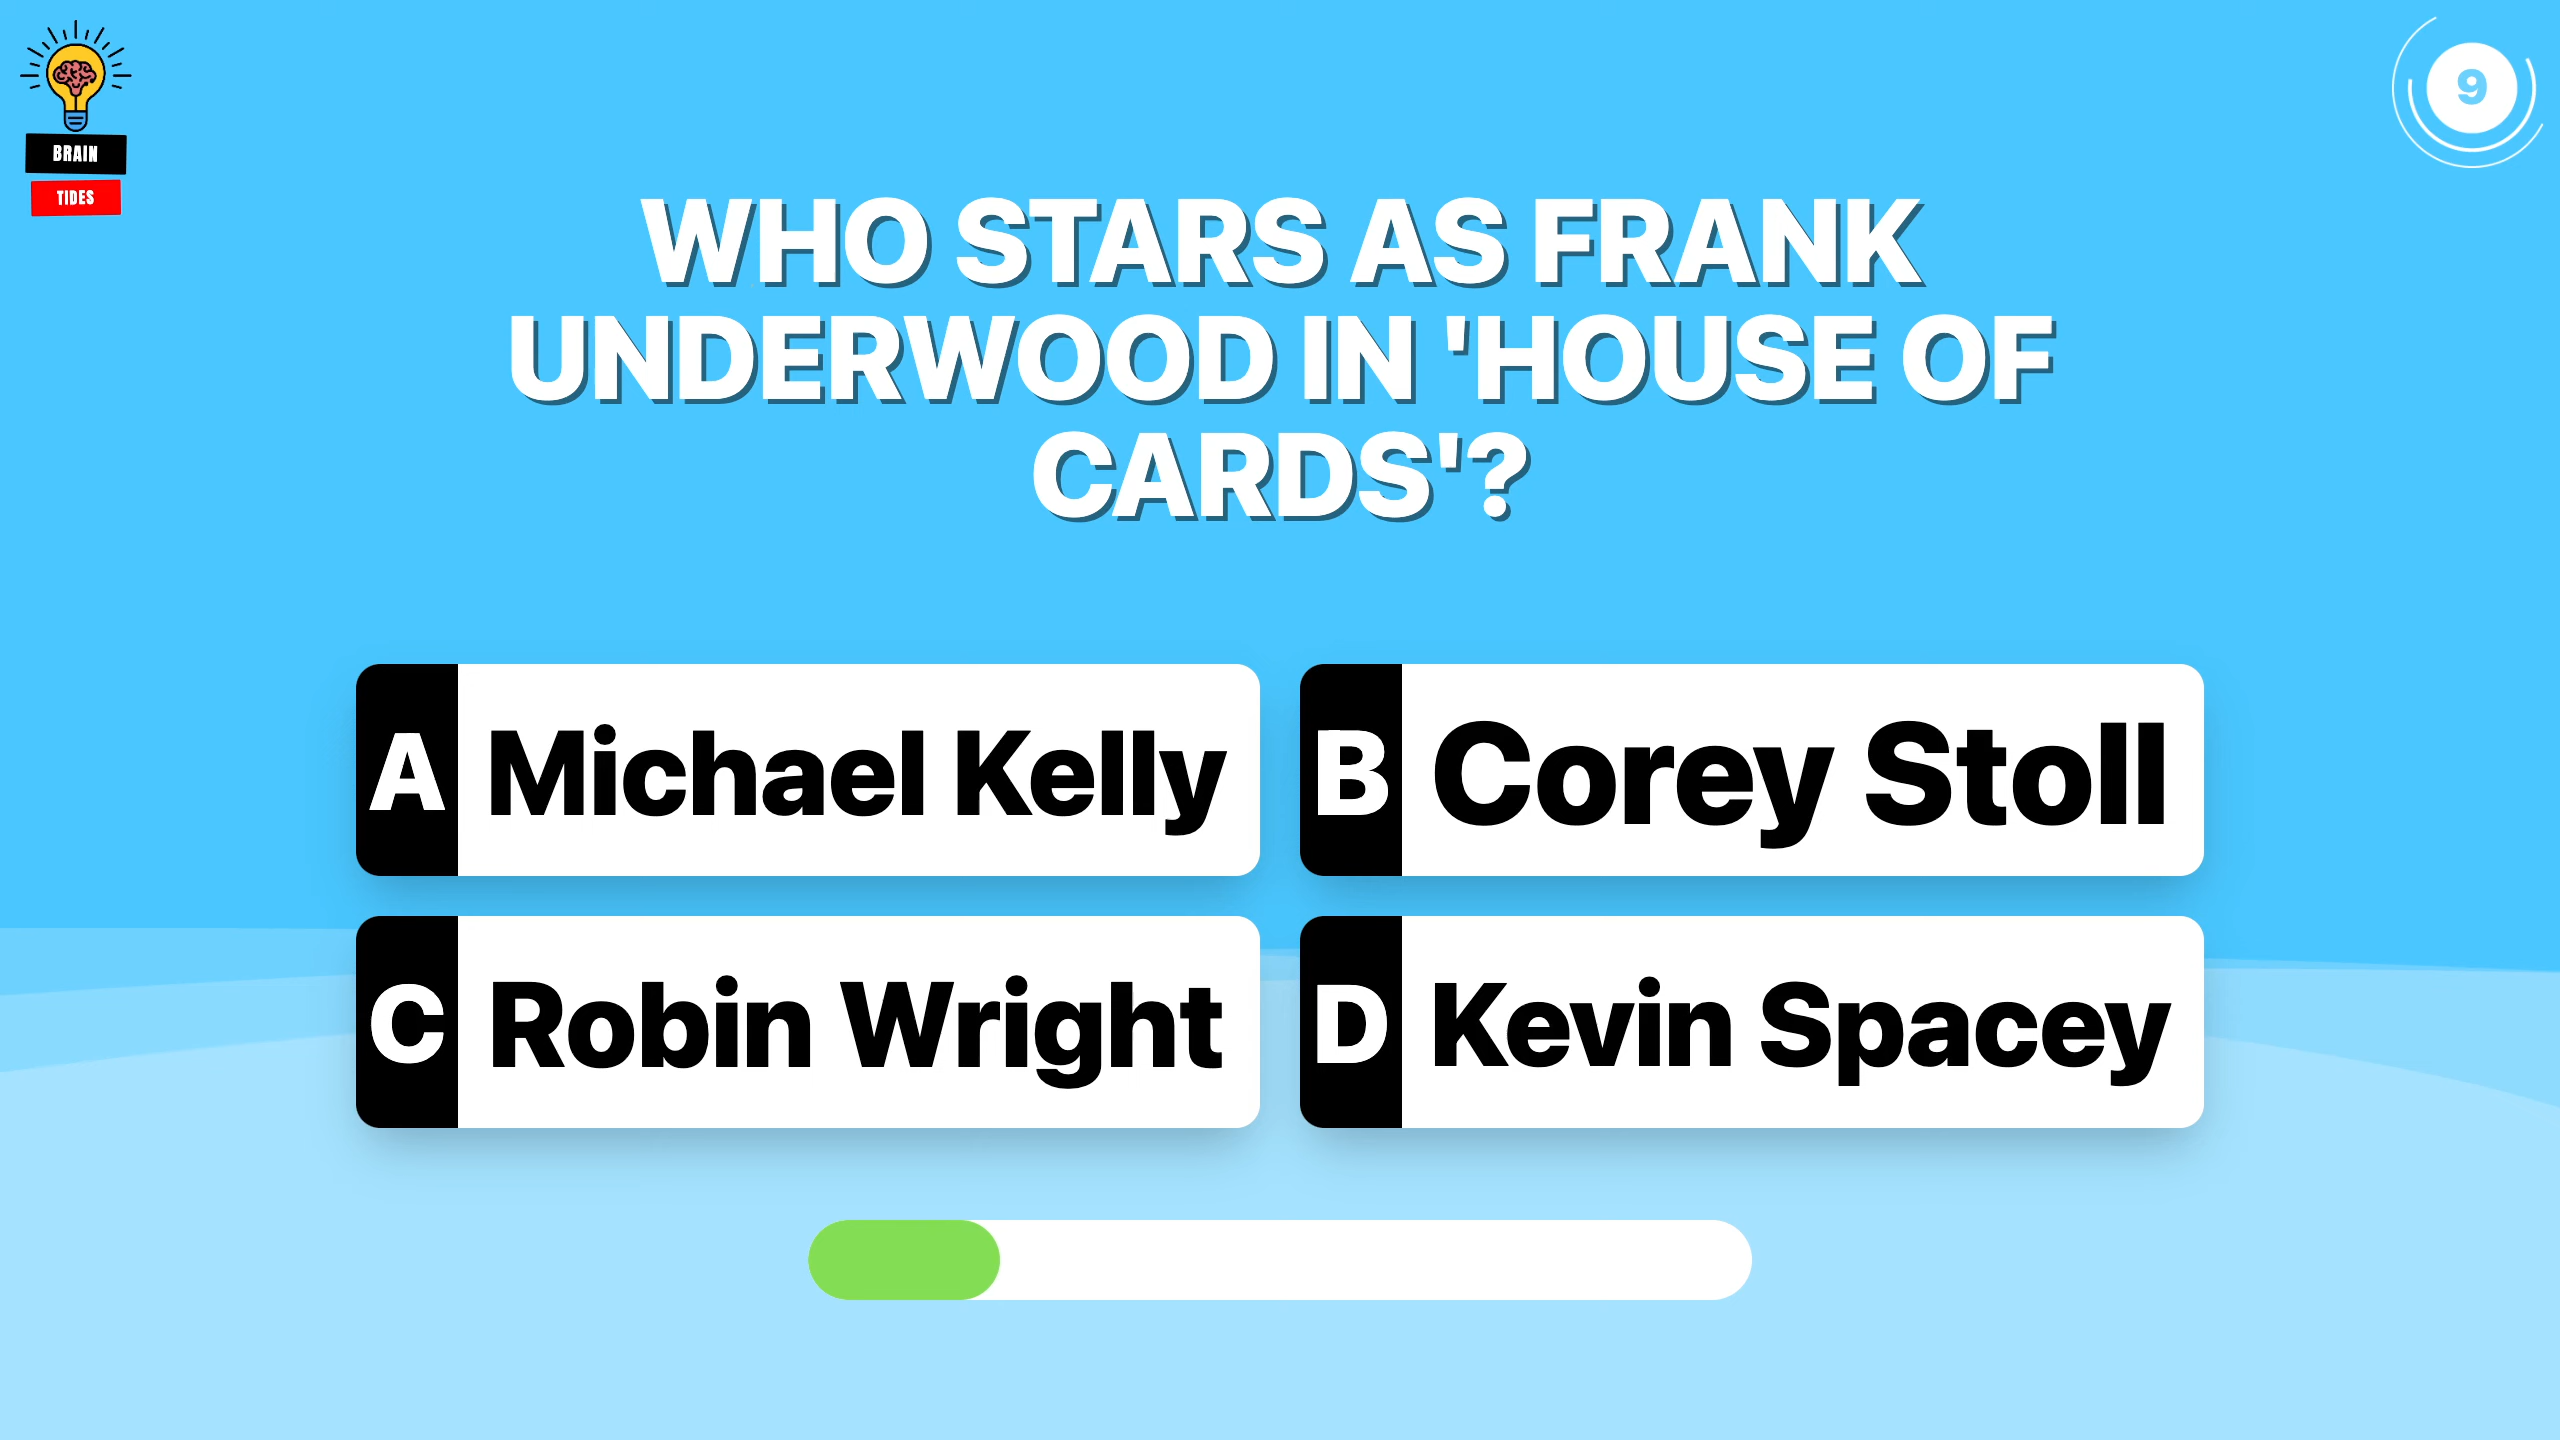 BRAIN
TIDES
9
WHO STARS AS FRANK
UNDERWOOD IN 'HOUSE OF
CARDS'?
A Michael Kelly
B Corey Stoll
C Robin Wright
D Kevin Spacey